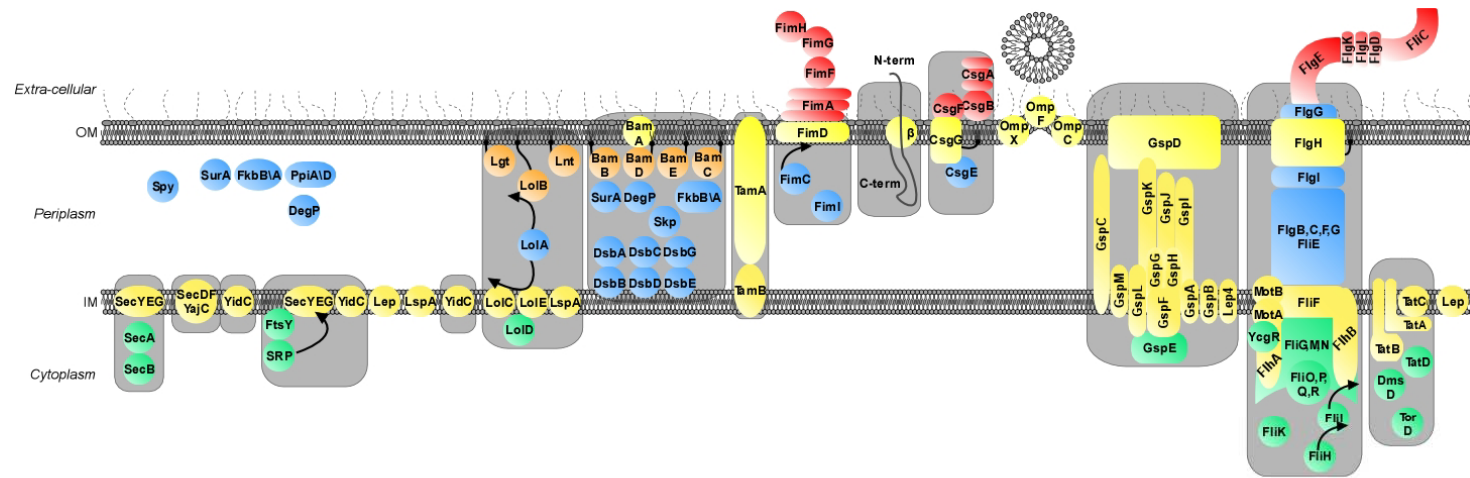 Extra-cellular
OM
Periplasm
IM
Cytoplasm
Spy
SurA
FkbB\A
PpiA\D
DegP
SecYEG
SecA
SecB
SecDF
YajC
YidC
SecYEG
FtsY
SRP
YidC
Lep
LspA
YidC
Lgt
Lnt
LolB
LolA
LolC
LolE
LspA
LolD
Bam
A
Bam
B
Bam
D
Bam
E
Bam
C
SurA
DegP
FkbB\A
Skp
DsbA
DsbC
DsbG
DsbB
DsbD
DsbE
TamA
TamB
FimH
FimG
FimF
FimA
FimD
FimC
FimI
N-term
β
C-term
CsgA
CsgF
CsgB
CsgG
CsgE
Omp
X
Omp
F
Omp
C
GspD
GspC
GspK
GspJ
GspI
GspM
GspL
GspG
GspH
GspF
GspA
GspB
Lep4
GspE
FlgE
FlgK
FlgL
FlgD
FliC
FlgG
FlgH
FlgI
FlgB,C,F,G
FliE
MotB
MotA
FliF
YcgR
FlhA
FliG,M,N
FlhB
FliO,P,
Q,R
FliI
FliK
FliH
TatC
TatA
TatB
TatD
Dms
D
Tor
D
Lep